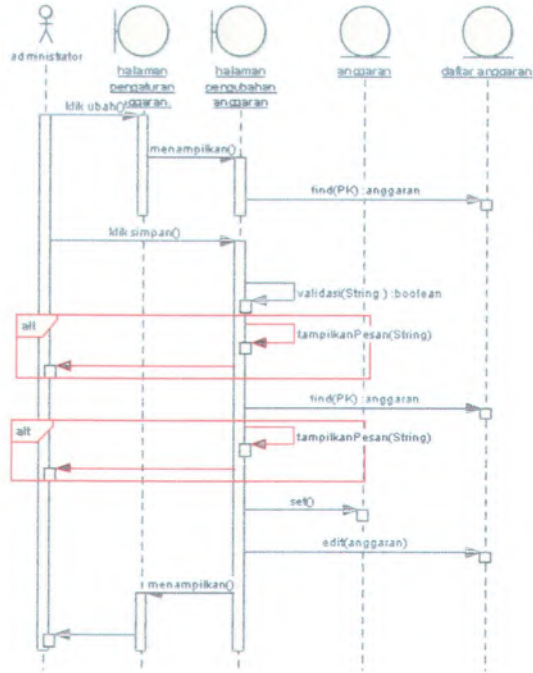 administrator
halaman
pengaturan
nggaran.
halaman
pengubahan
anggaran
anggaran
daftar anggaran
klik ubah()
menampilkan()
find(PK) :anggaran
klik simpan()
validasi(String ) :boolean
alt
tampilkanPesan(String)
find(PK) :anggaran
alt
tampilkanPesan(String)
set()
edit(anggaran)
menampilkan()